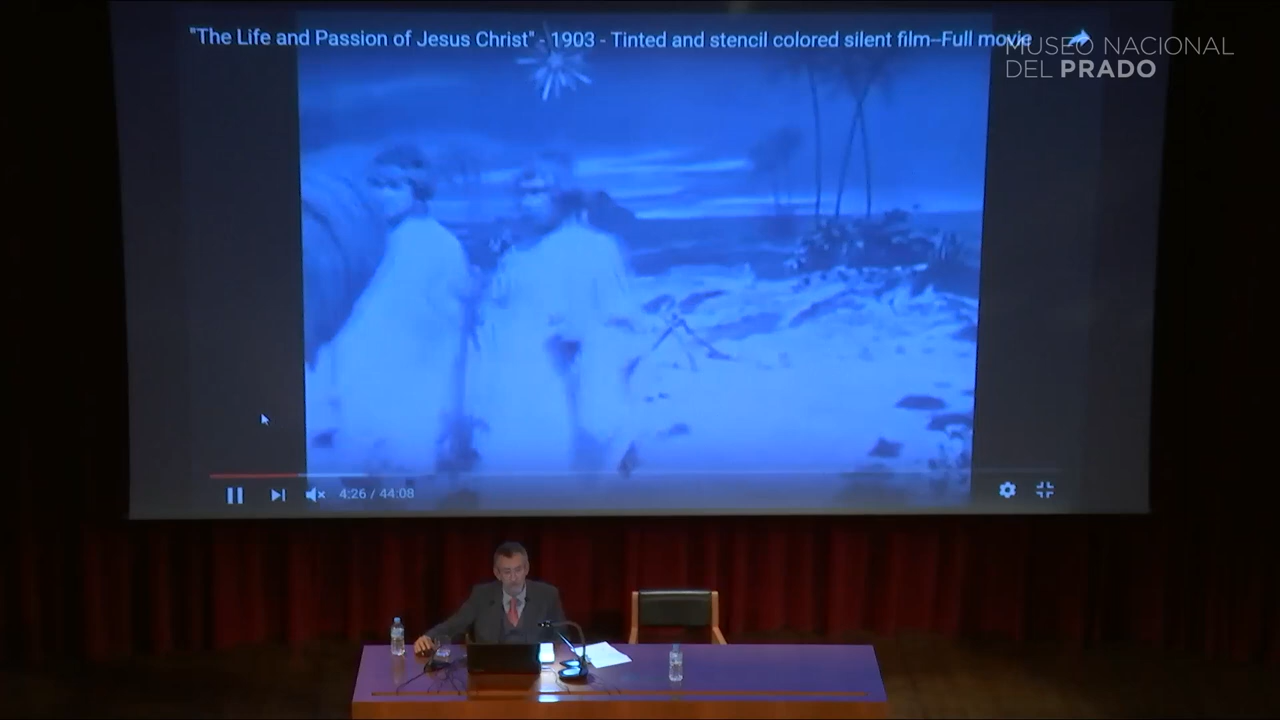 "The Life and Passion of Jesus Christ" - 1903 - Tinted and stencil colored silent film--Full movie
MUSEO NACIONAL
DEL PRADO
4:26 / 44:08